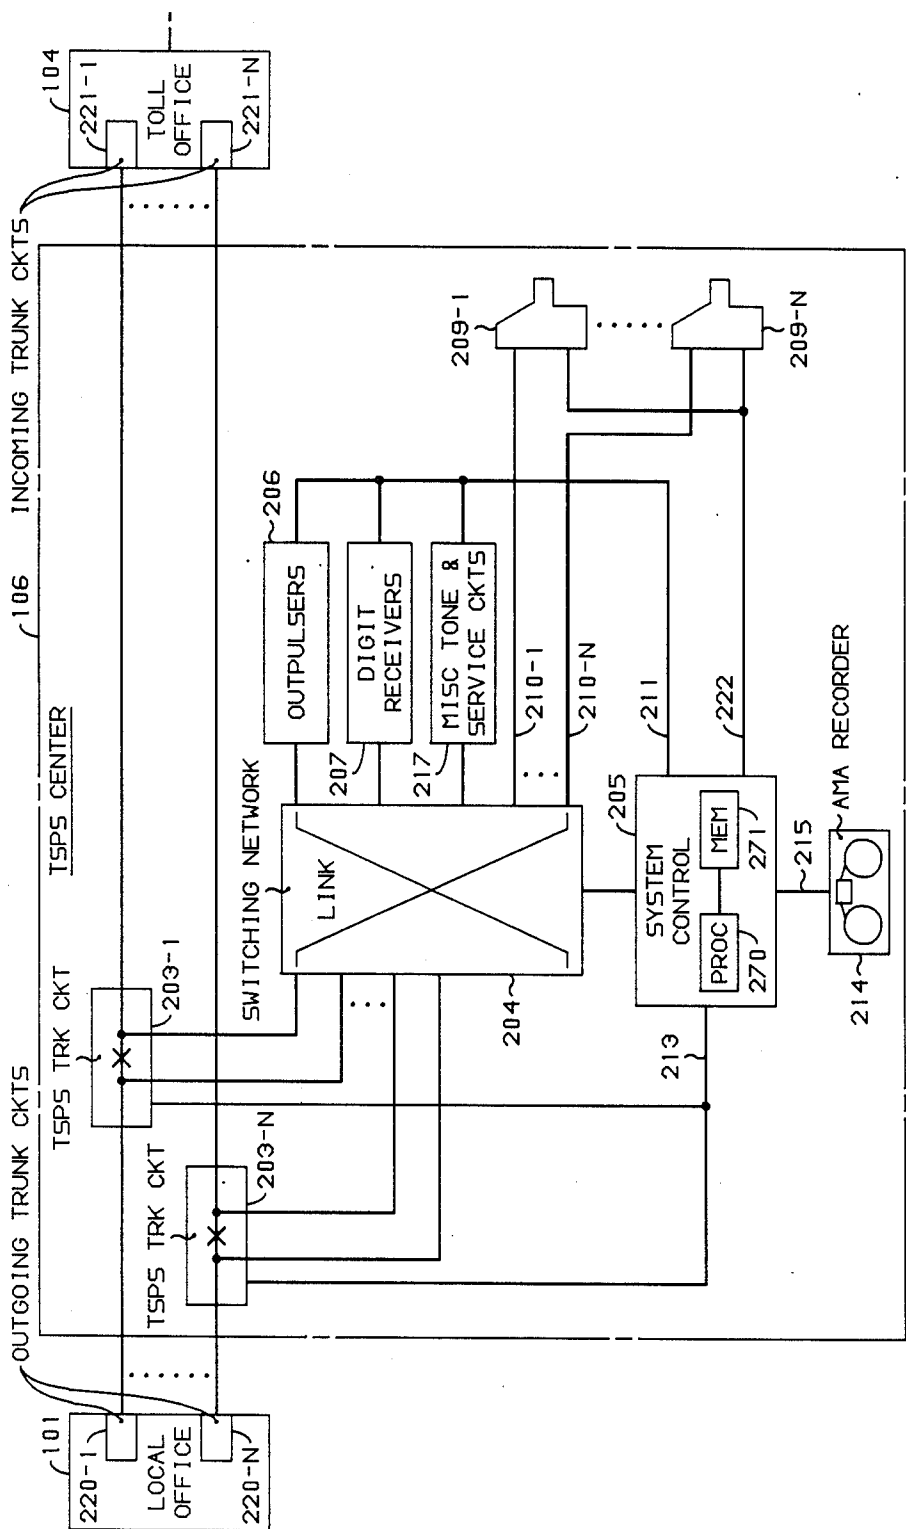 OUTGOING TRUNK CKTS
TSPS CENTER
106
INCOMING TRUNK CKTS
101
220-1
LOCAL
OFFICE
220-N
TSPS TRK CKT
203-1
TSPS TRK CKT
203-N
104
221-1
TOLL
OFFICE
221-N
SWITCHING NETWORK
LINK
204
OUTPULSERS
206
DIGIT
RECEIVERS
207
MISC TONE &
SERVICE CKTS
217
209-1
209-N
210-1
210-N
211
222
213
205
SYSTEM
CONTROL
PROC
MEM
270
271
215
AMA RECORDER
214